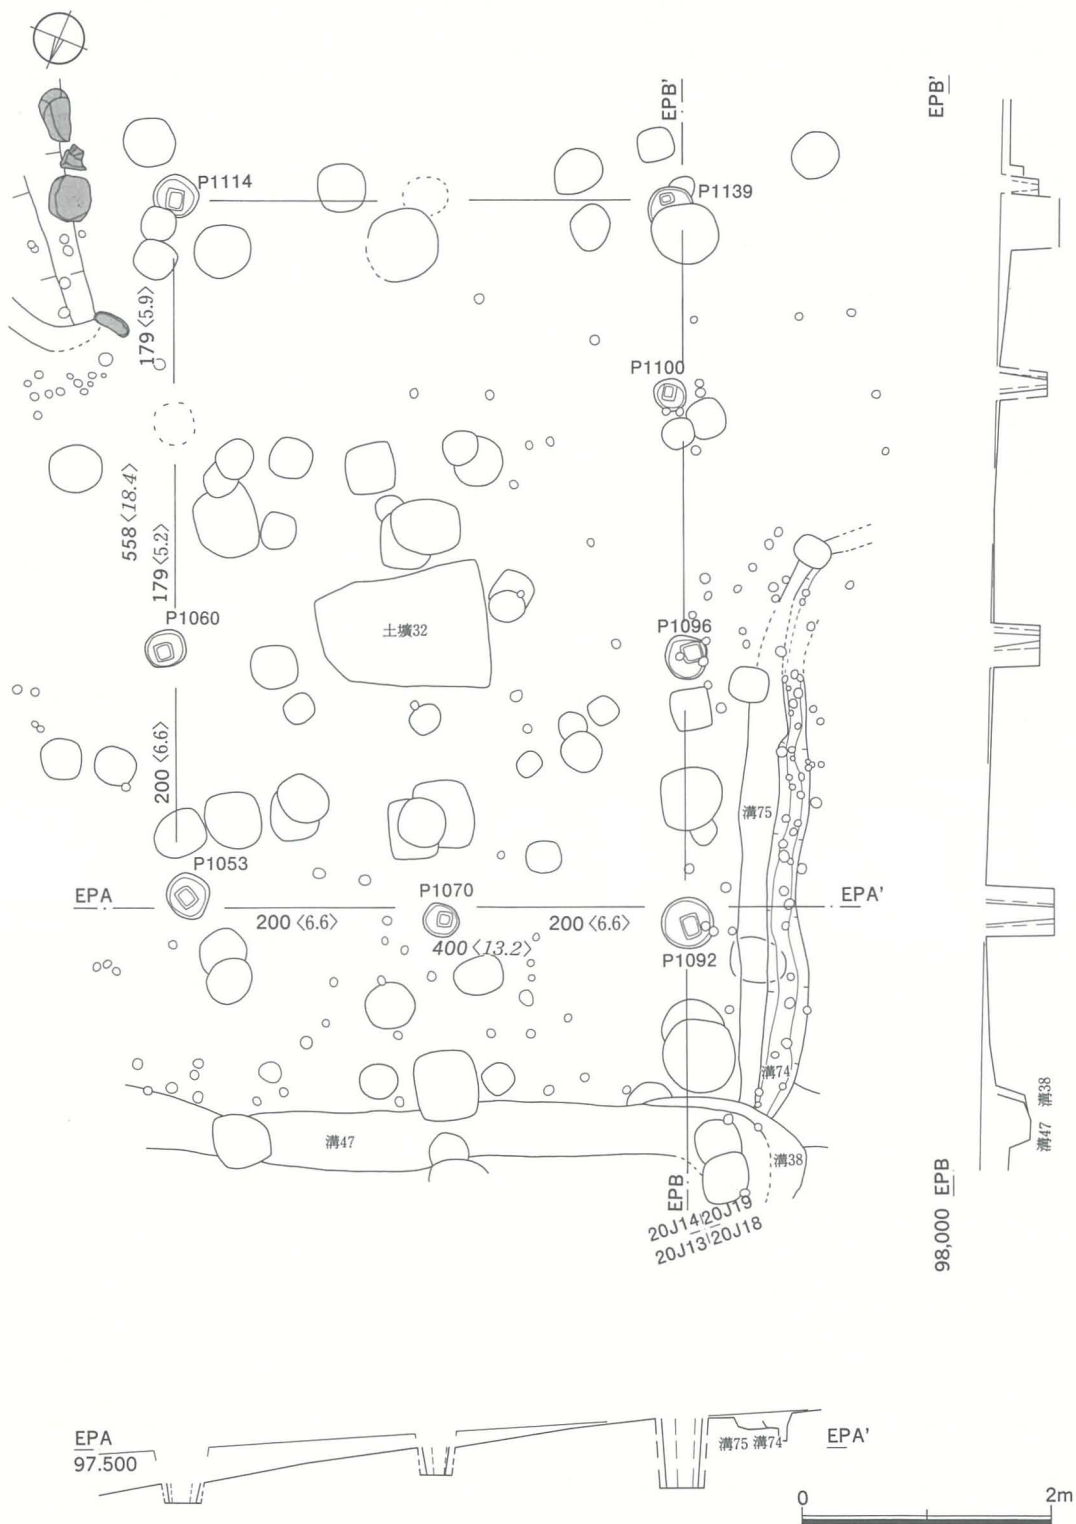 EPB'
EPB'
P1114
P1139
179〈5.9〉
P1100
558〈18.4〉
179〈5.2〉
P1060
土壙32
P1096
200〈6.6〉
溝75
P1053
EPA
P1070
EPA'
200〈6.6〉
200〈6.6〉
400〈13.2〉
P1092
溝74
溝47
溝38
溝47 溝38
EPB
98,000 EPB
20J14 20J19
20J13 20J18
EPA
97.500
溝75 溝74
EPA'
0
2m